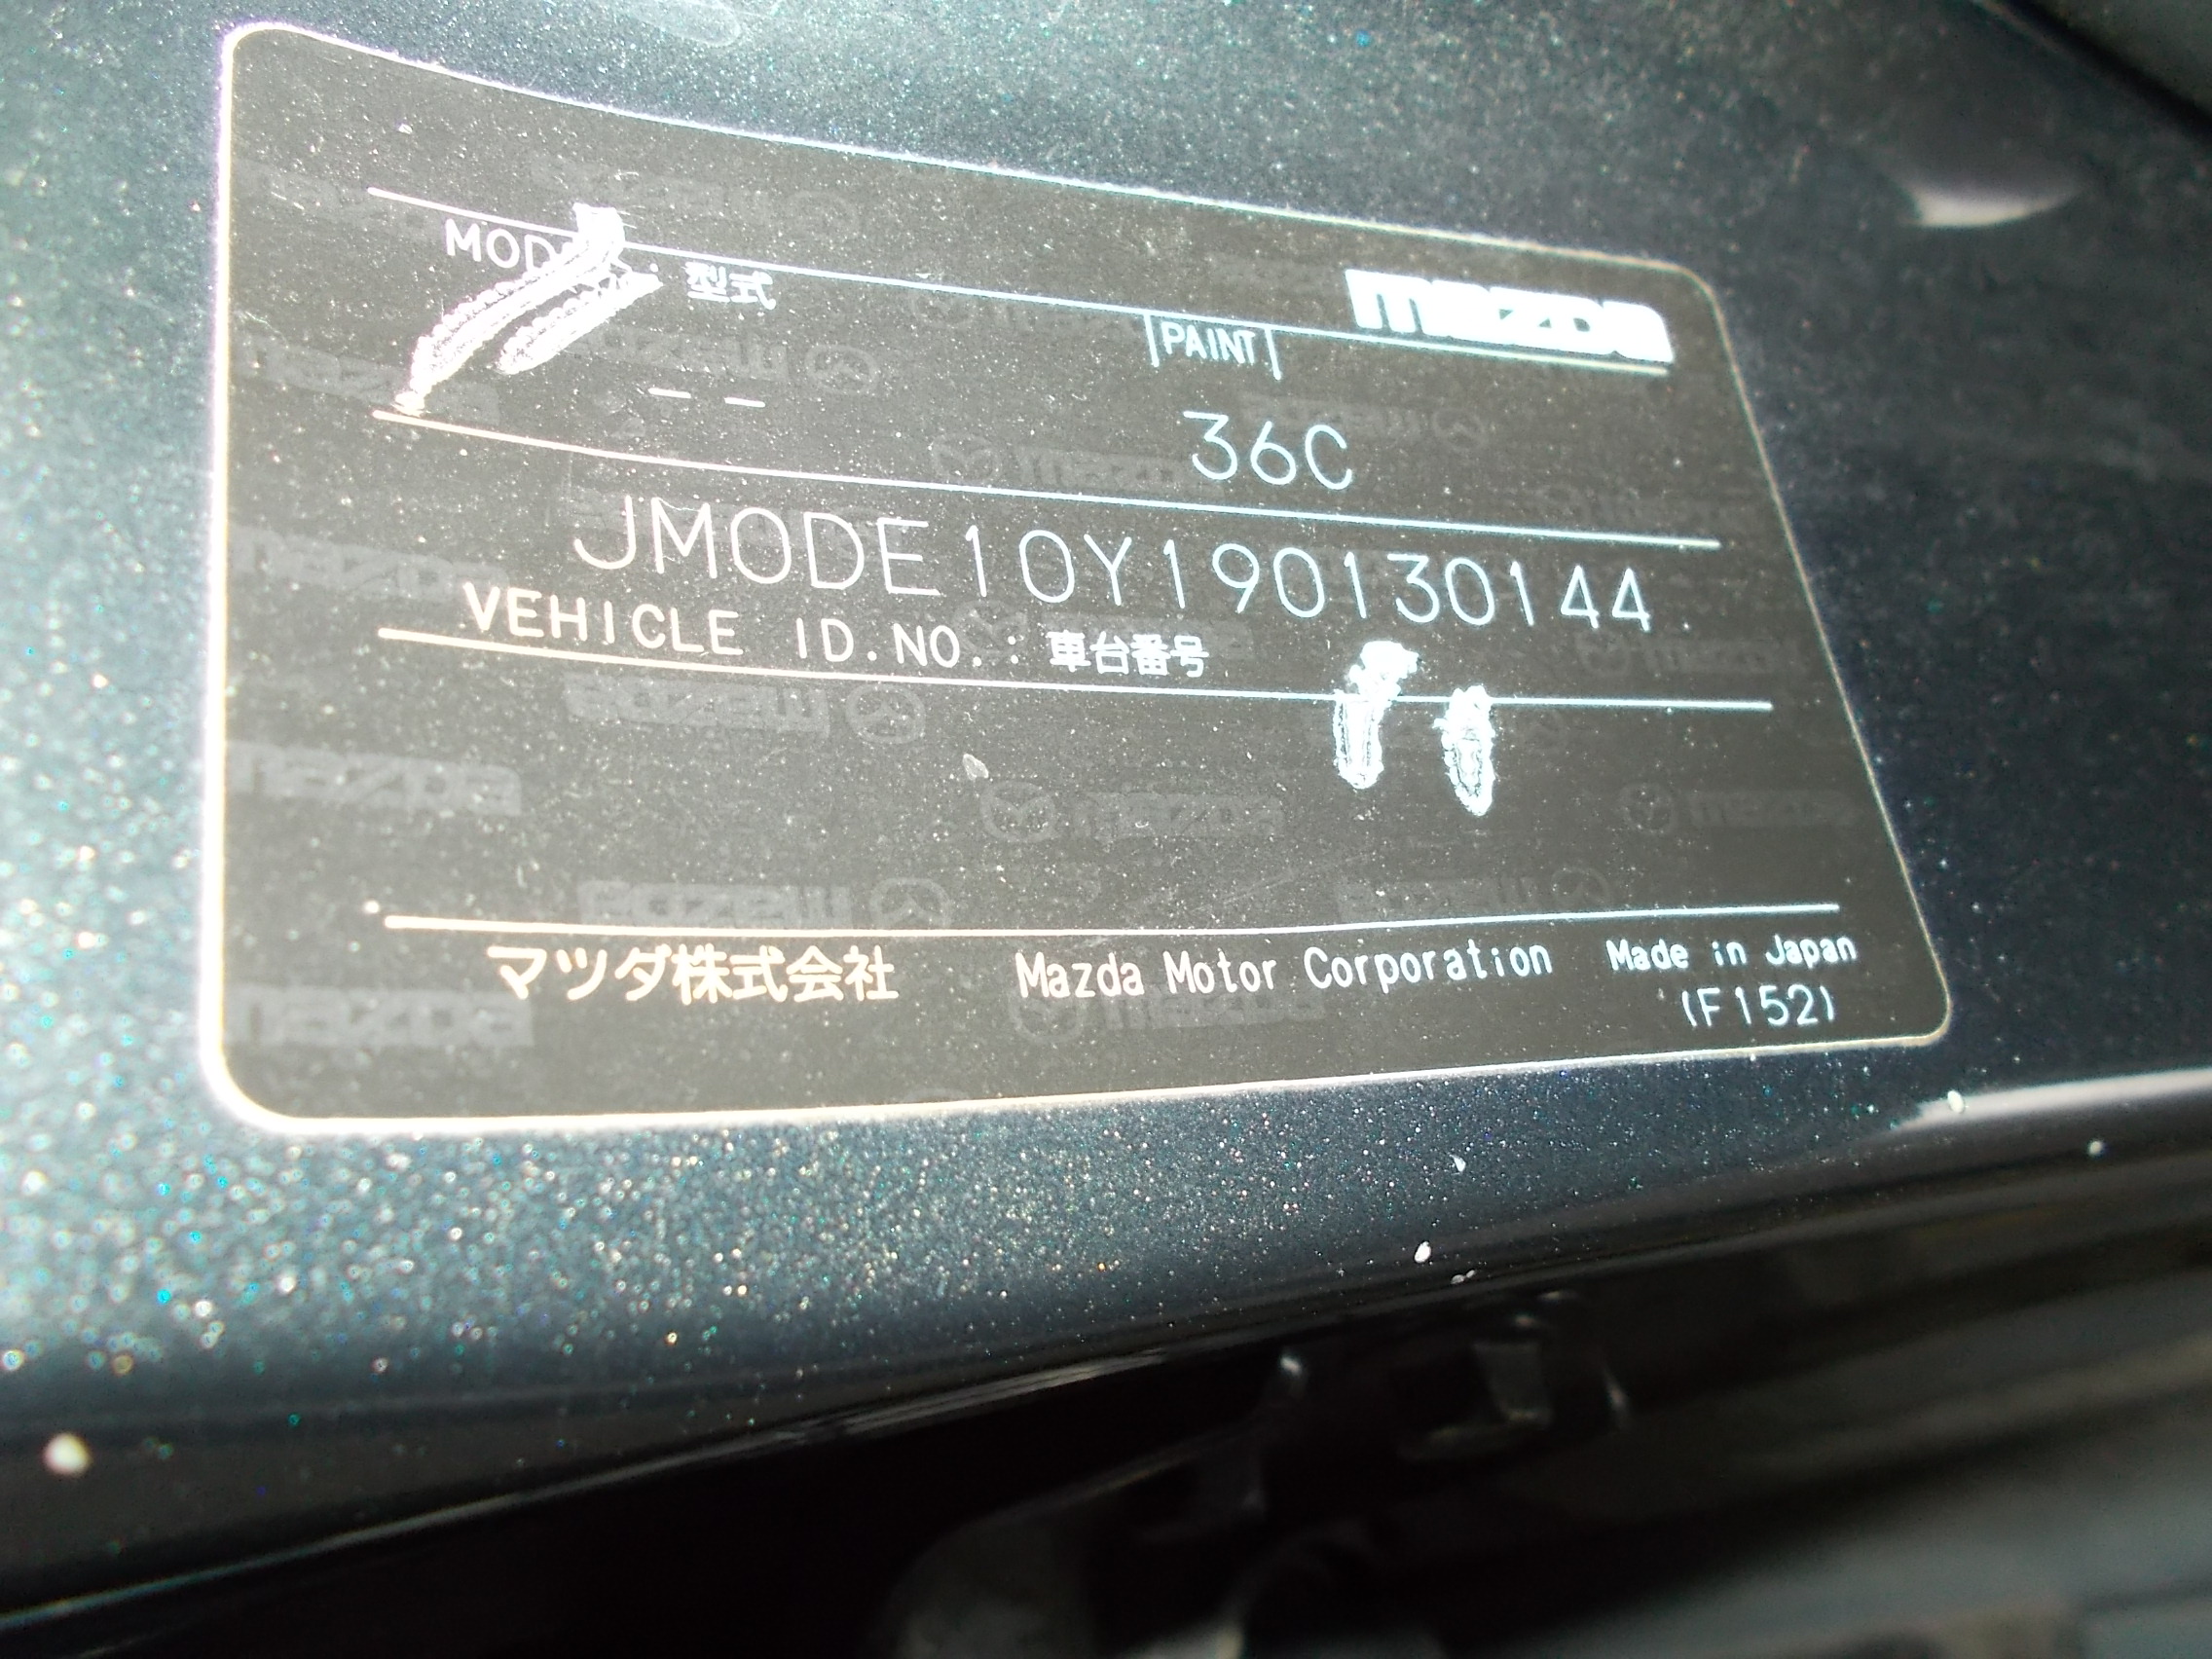 mazda
MOD : 型式
PAINT
-- 36C
JM0DE10Y190130144
VEHICLE ID.NO.: 車台番号
マツダ株式会社 Mazda Motor Corporation Made in Japan
(F152)